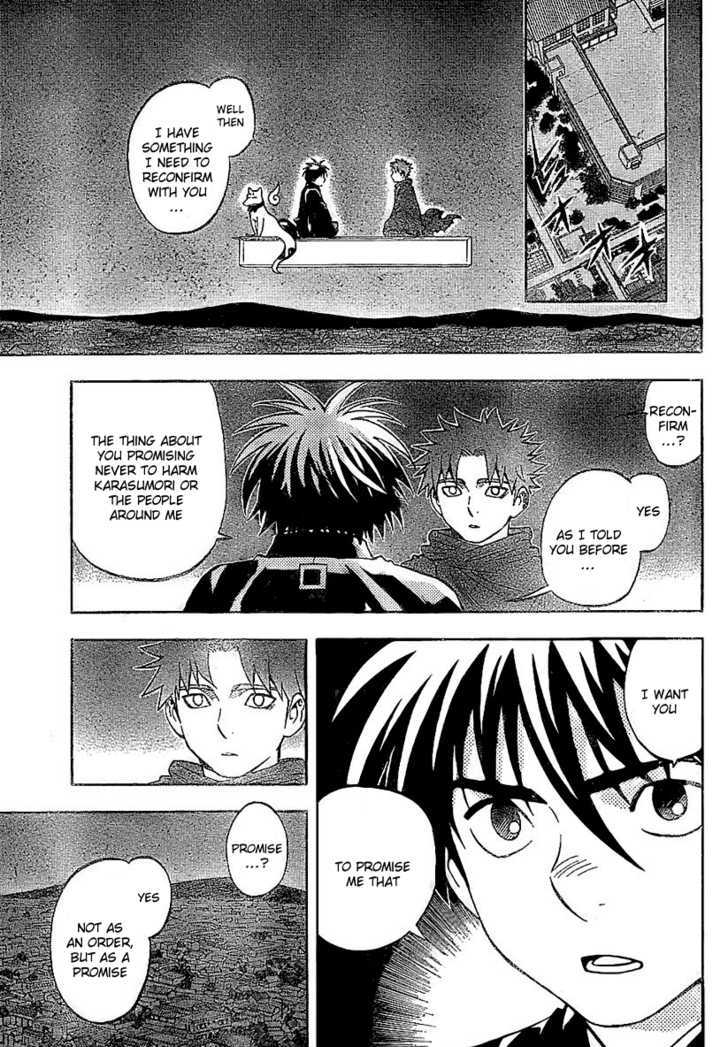 WELL
THEN
I HAVE
SOMETHING
I NEED TO
RECONFIRM
WITH YOU
...
RECON-
FIRM
...?
YES
AS I TOLD
YOU BEFORE
...
THE THING ABOUT
YOU PROMISING
NEVER TO HARM
KARASUMORI OR
THE PEOPLE
AROUND ME
I WANT
YOU
TO PROMISE
ME THAT
PROMISE
...?
YES
NOT AS
AN ORDER,
BUT AS A
PROMISE